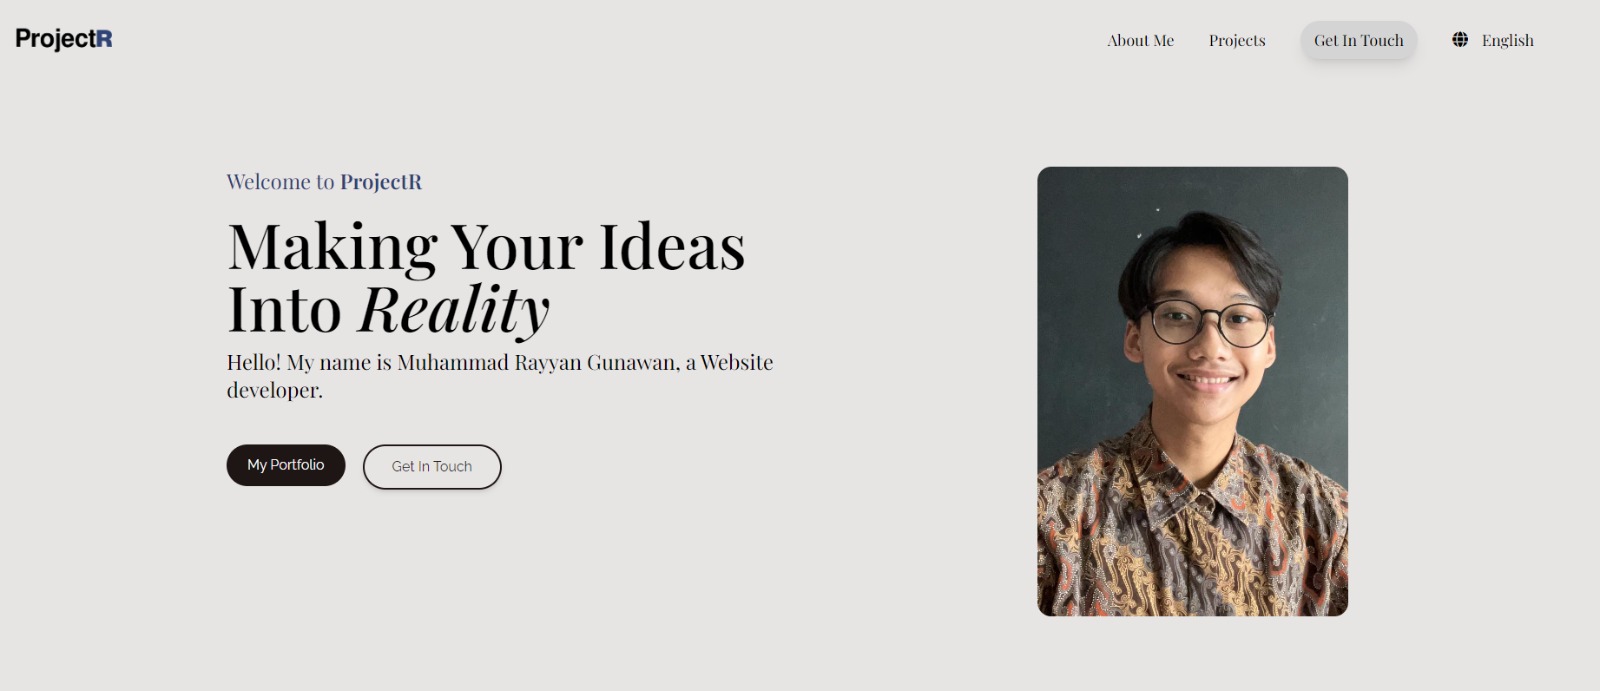 ProjectR
About Me
Projects
Get In Touch
English
Welcome to ProjectR
Making Your Ideas
Into Reality
Hello! My name is Muhammad Rayyan Gunawan, a Website
developer.
My Portfolio
Get In Touch